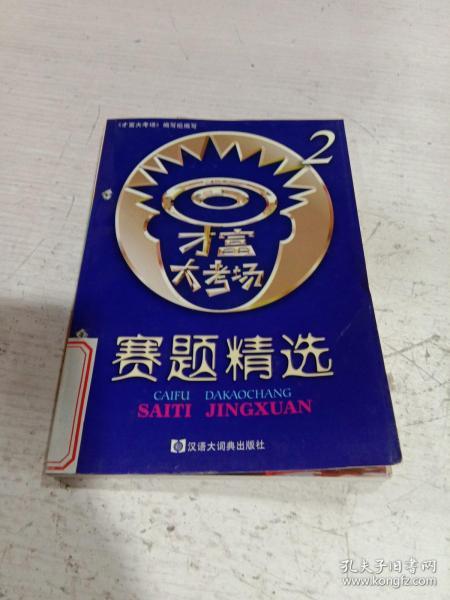 《才富大考场》编写组编写
2
才富
大考场
赛题精选
CAIFU DAKAOCHANG
SAITI JINGXUAN
汉语大词典出版社
孔夫子旧书网
www.kongfz.com